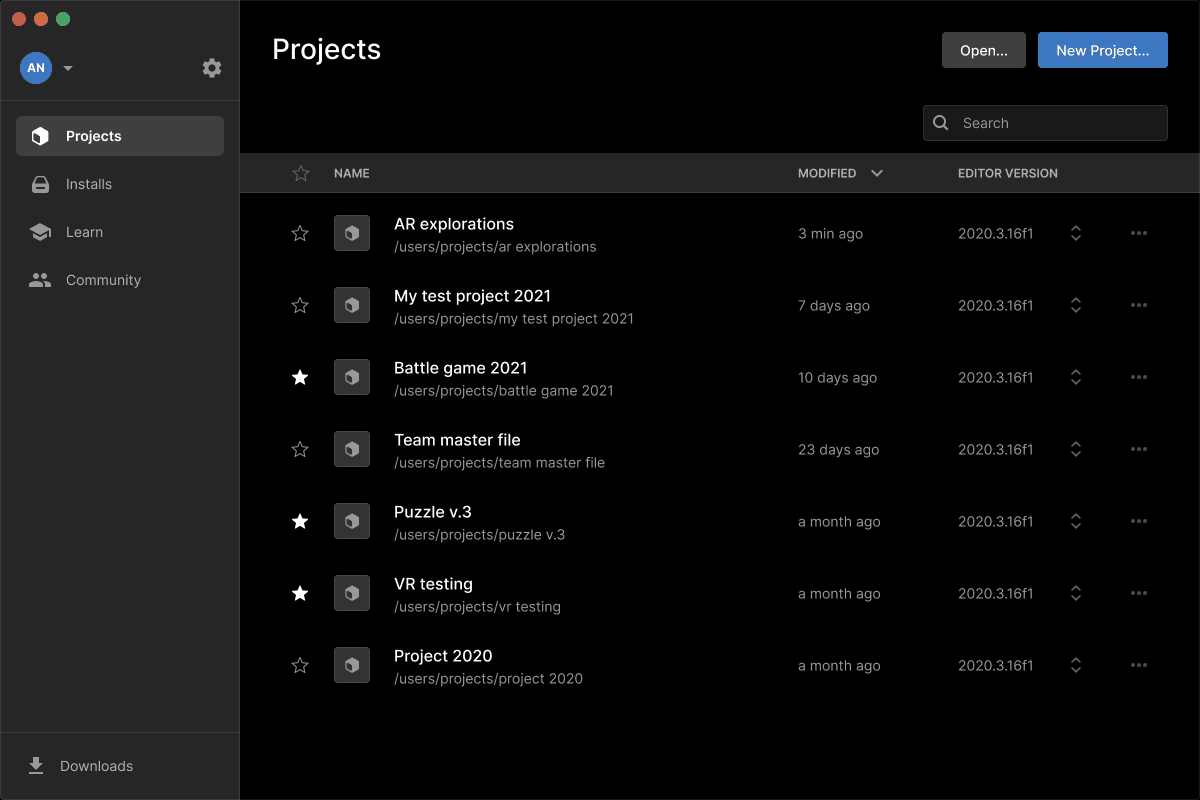 AN
Projects
Installs
Learn
Community
Downloads
Projects
Open...
New Project...
Search
NAME MODIFIED EDITOR VERSION
AR explorations
/users/projects/ar explorations
3 min ago 2020.3.16f1
My test project 2021
/users/projects/my test project 2021
7 days ago 2020.3.16f1
Battle game 2021
/users/projects/battle game 2021
10 days ago 2020.3.16f1
Team master file
/users/projects/team master file
23 days ago 2020.3.16f1
Puzzle v.3
/users/projects/puzzle v.3
a month ago 2020.3.16f1
VR testing
/users/projects/vr testing
a month ago 2020.3.16f1
Project 2020
/users/projects/project 2020
a month ago 2020.3.16f1